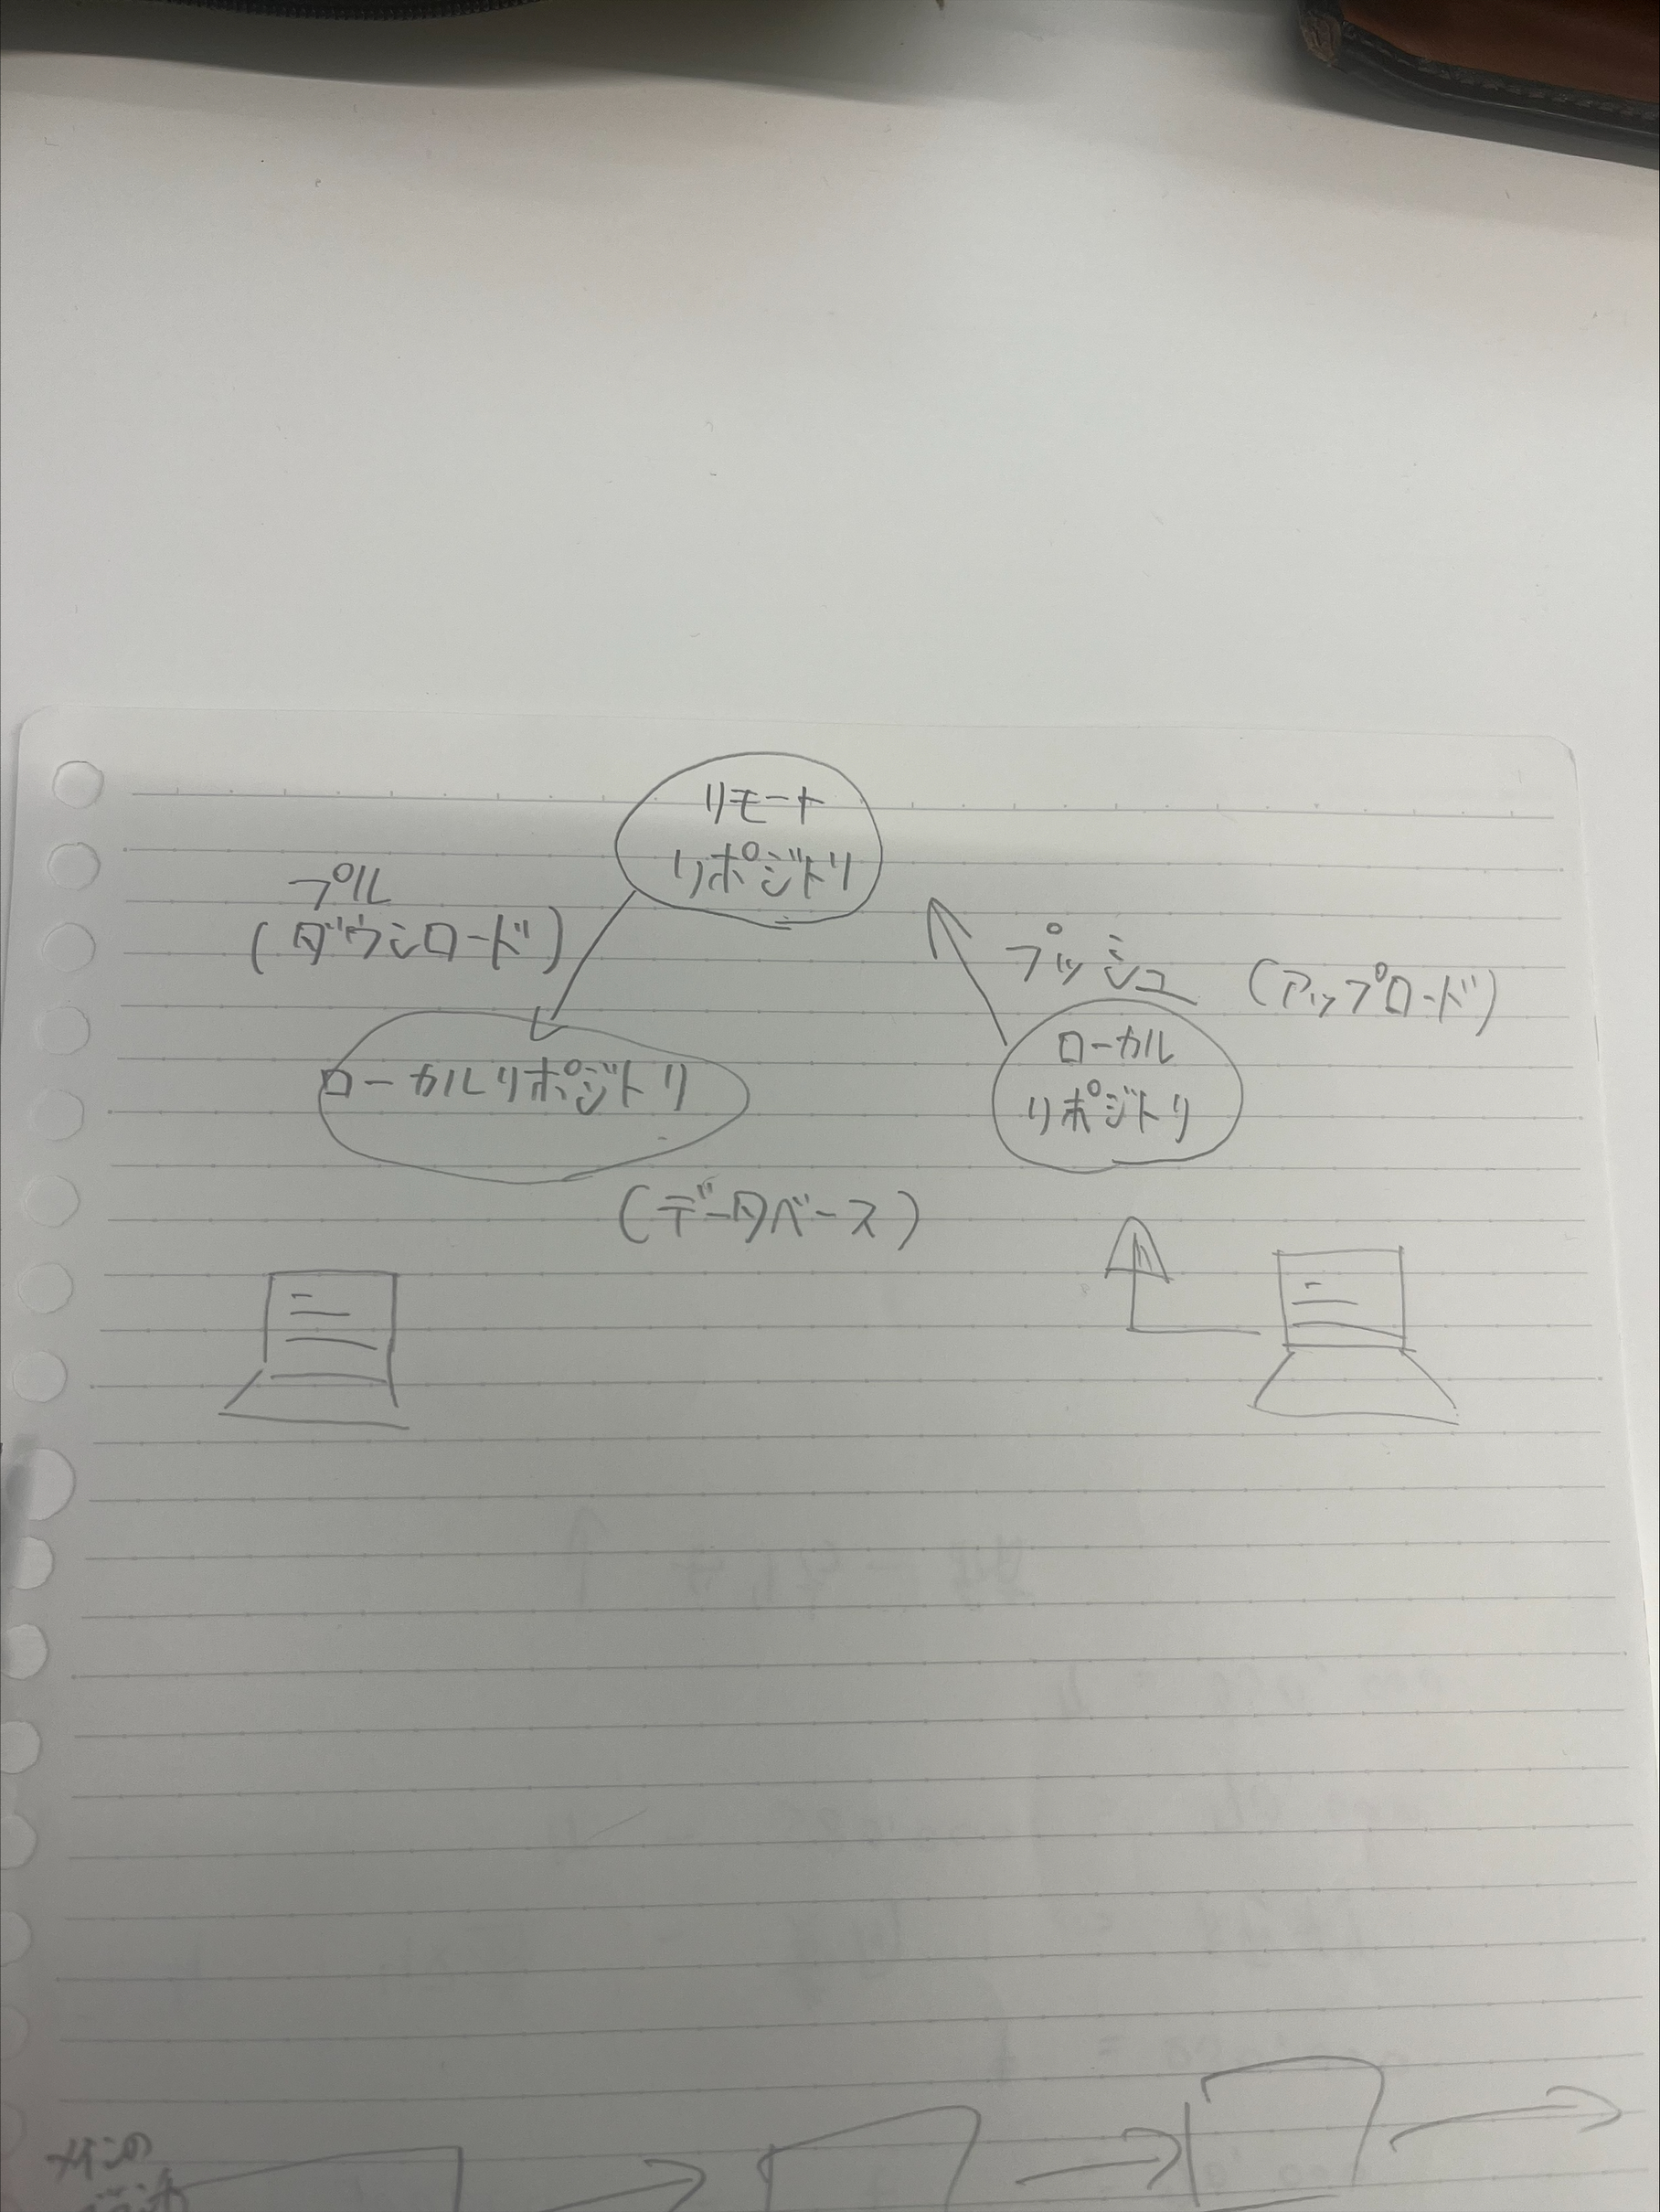 リモート
リポジトリ
プル
(ダウンロード)
プッシュ (アップロード)
ローカルリポジトリ
ローカル
リポジトリ
(データベース)
メインの